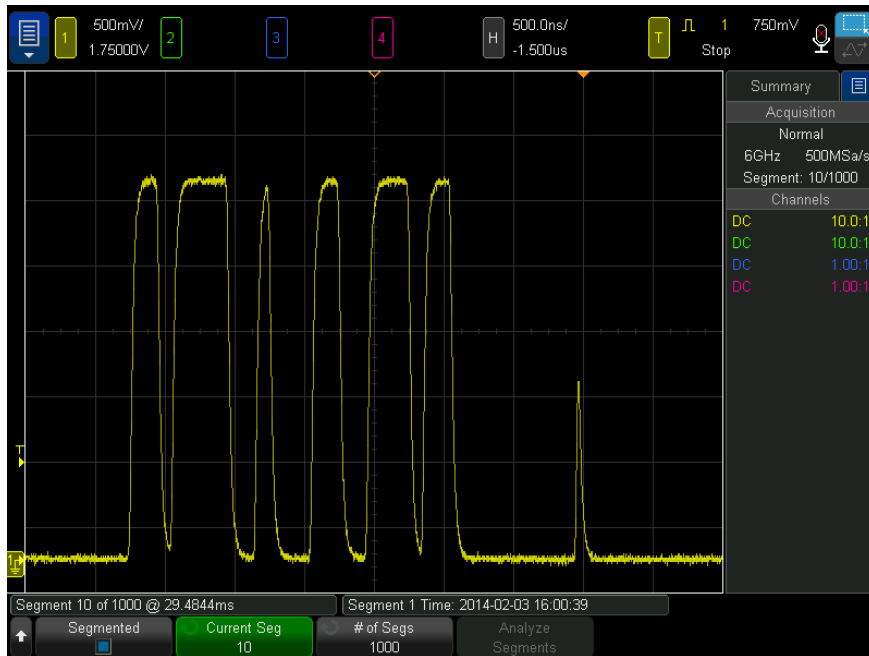 1 500mV/ 1.75000V 2 3 4 H 500.0ns/ -1.500us T 1 750mV Stop
Summary
Acquisition
Normal
6GHz 500MSa/s
Segment: 10/1000
Channels
DC 10.0:1
DC 10.0:1
DC 1.00:1
DC 1.00:1
T
1
Segment 10 of 1000 @ 29.4844ms Segment 1 Time: 2014-02-03 16:00:39
Segmented Current Seg 10 # of Segs 1000 Analyze Segments